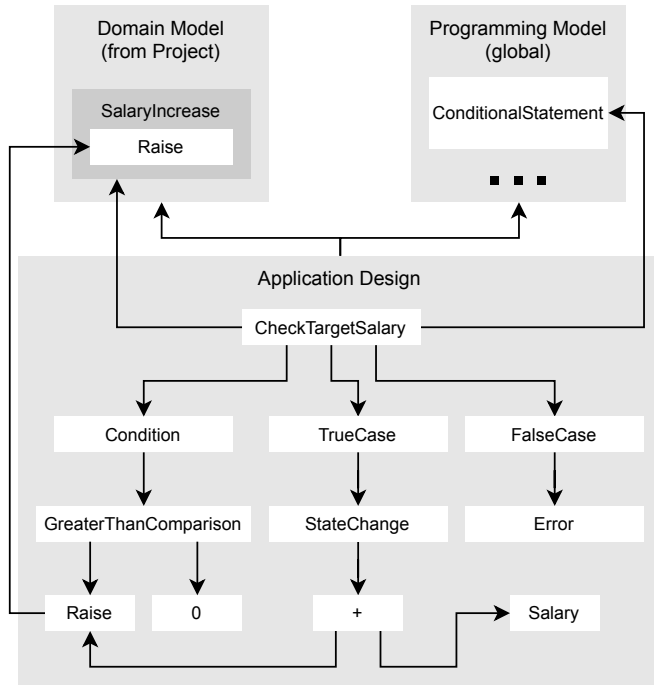 Domain Model
(from Project)
Programming Model
(global)
SalaryIncrease
Raise
ConditionalStatement
Application Design
CheckTargetSalary
Condition
TrueCase
FalseCase
GreaterThanComparison
StateChange
Error
Raise
0
+
Salary